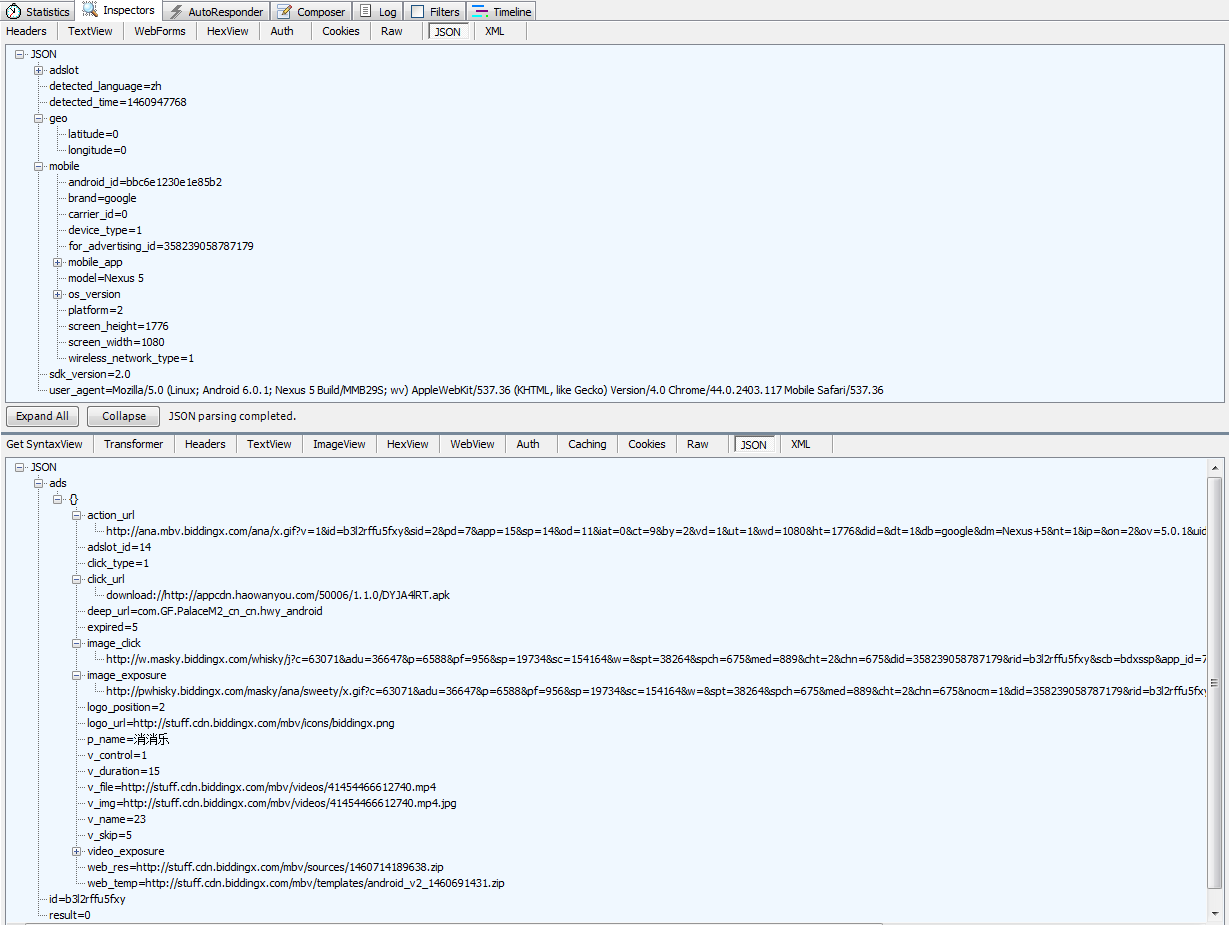 Statistics Inspectors AutoResponder Composer Log Filters Timeline
Headers TextView WebForms HexView Auth Cookies Raw JSON XML
JSON
adslot
detected_language=zh
detected_time=1460947768
geo
latitude=0
longitude=0
mobile
android_id=bbc6e1230e1e85b2
brand=google
carrier_id=0
device_type=1
for_advertising_id=358239058787179
mobile_app
model=Nexus 5
os_version
platform=2
screen_height=1776
screen_width=1080
wireless_network_type=1
sdk_version=2.0
user_agent=Mozilla/5.0 (Linux; Android 6.0.1; Nexus 5 Build/MMB29S; wv) AppleWebKit/537.36 (KHTML, like Gecko) Version/4.0 Chrome/44.0.2403.117 Mobile Safari/537.36
Expand All Collapse JSON parsing completed.
Get SyntaxView Transformer Headers TextView ImageView HexView WebView Auth Caching Cookies Raw JSON XML
JSON
ads
{}
action_url
http://ana.mbv.biddingx.com/ana/x.gif?v=1&id=b3l2rffu5fxy&sid=2&pd=7&app=15&sp=14&od=11&iat=0&ct=9&by=2&vd=1&ut=1&wd=1080&ht=1776&did=&dt=1&db=google&dm=Nexus+5&nt=1&ip=&on=2&ov=5.0.1&uid
adslot_id=14
click_type=1
click_url
download://http://appcdn.haowanyou.com/50006/1.1.0/DYJA4lRT.apk
deep_url=com.GF.PalaceM2_cn_cn.hwy_android
expired=5
image_click
http://w.masky.biddingx.com/whisky/j?c=63071&adu=36647&p=6588&pf=956&sp=19734&sc=154164&w=&spt=38264&spch=675&med=889&cht=2&chn=675&did=358239058787179&rid=b3l2rffu5fxy&scb=bdxssp&app_id=7
image_exposure
http://pwhisky.biddingx.com/masky/ana/sweety/x.gif?c=63071&adu=36647&p=6588&pf=956&sp=19734&sc=154164&w=&spt=38264&spch=675&med=889&cht=2&chn=675&nocm=1&did=358239058787179&rid=b3l2rffu5fxy
logo_position=2
logo_url=http://stuff.cdn.biddingx.com/mbv/icons/biddingx.png
p_name=消消乐
v_control=1
v_duration=15
v_file=http://stuff.cdn.biddingx.com/mbv/videos/41454466612740.mp4
v_img=http://stuff.cdn.biddingx.com/mbv/videos/41454466612740.mp4.jpg
v_name=23
v_skip=5
video_exposure
web_res=http://stuff.cdn.biddingx.com/mbv/sources/1460714189638.zip
web_temp=http://stuff.cdn.biddingx.com/mbv/templates/android_v2_1460691431.zip
id=b3l2rffu5fxy
result=0